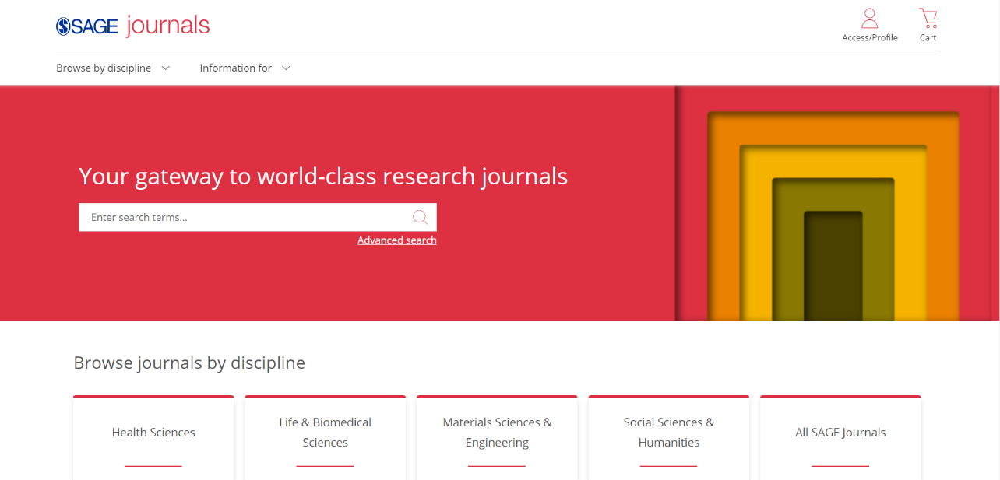 SAGE journals
Access/Profile
Cart
Browse by discipline
Information for
Your gateway to world-class research journals
Enter search terms...
Advanced search
Browse journals by discipline
Health Sciences
Life & Biomedical
Sciences
Materials Sciences &
Engineering
Social Sciences &
Humanities
All SAGE Journals